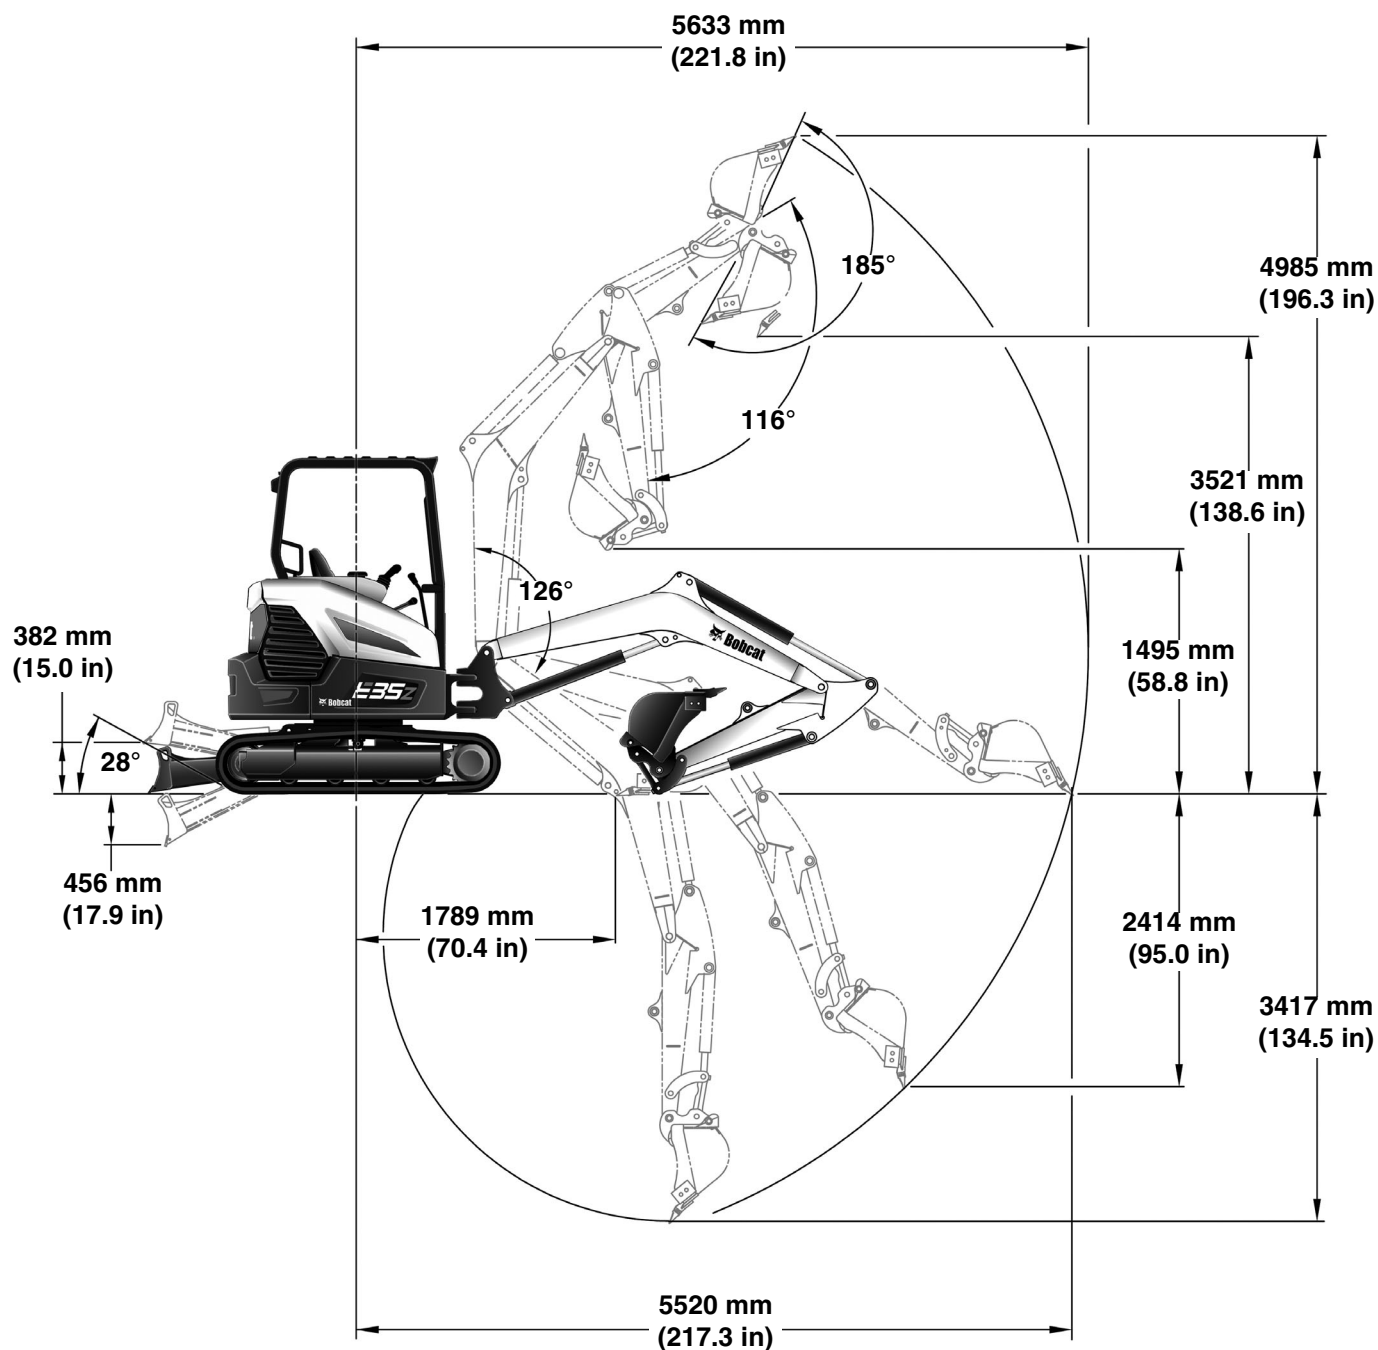 5633 mm
(221.8 in)
185°
4985 mm
(196.3 in)
116°
3521 mm
(138.6 in)
126°
382 mm
(15.0 in)
Bobcat
1495 mm
(58.8 in)
E35z
Bobcat
28°
456 mm
(17.9 in)
1789 mm
(70.4 in)
2414 mm
(95.0 in)
3417 mm
(134.5 in)
5520 mm
(217.3 in)